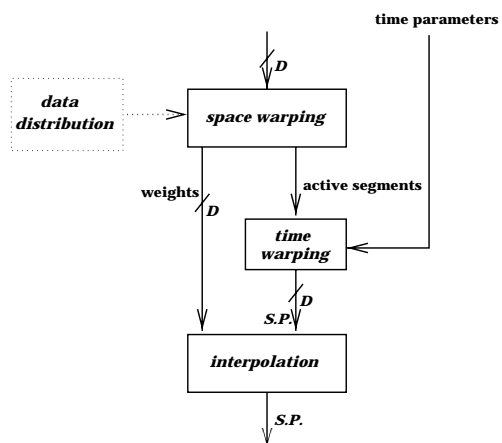 time parameters
D
data
distribution
space warping
weights
D
active segments
time
warping
D
S.P.
interpolation
S.P.